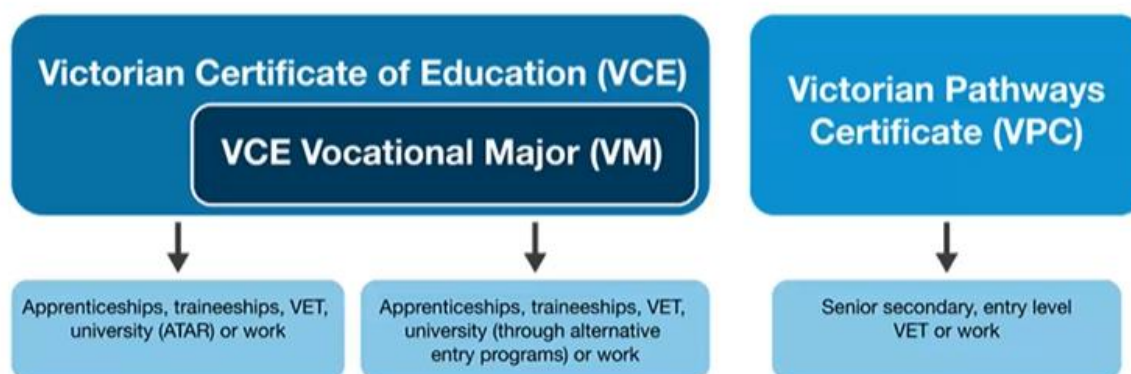 Victorian Certificate of Education (VCE)
VCE Vocational Major (VM)
Victorian Pathways
Certificate (VPC)
Apprenticeships, traineeships, VET,
university (ATAR) or work
Apprenticeships, traineeships, VET,
university (through alternative
entry programs) or work
Senior secondary, entry level
VET or work